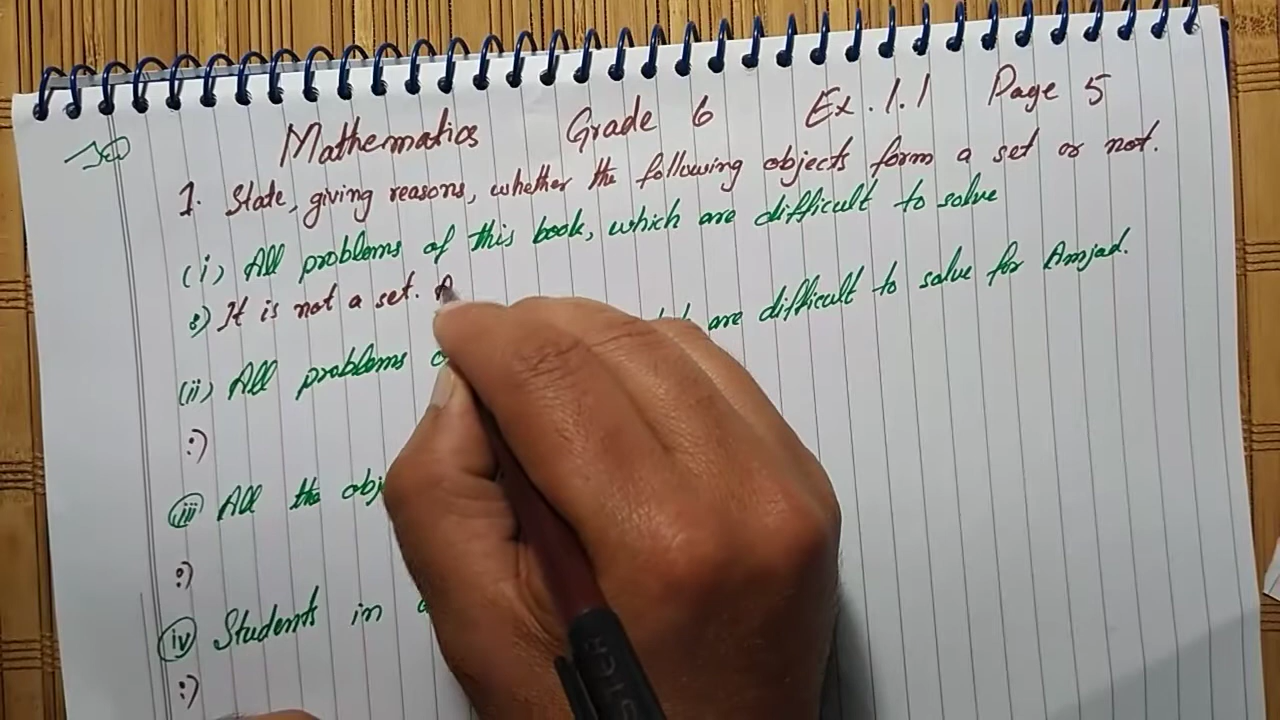 Mathematics Grade 6 Ex. 1.1 Page 5
1. State, giving reasons, whether the following objects form a set or not.
(i) All problems of this book, which are difficult to solve
s) It is not a set. A
(ii) All problems are difficult to solve for Amjad.
:)
(iii) All the
:)
(iv) Students in
:)